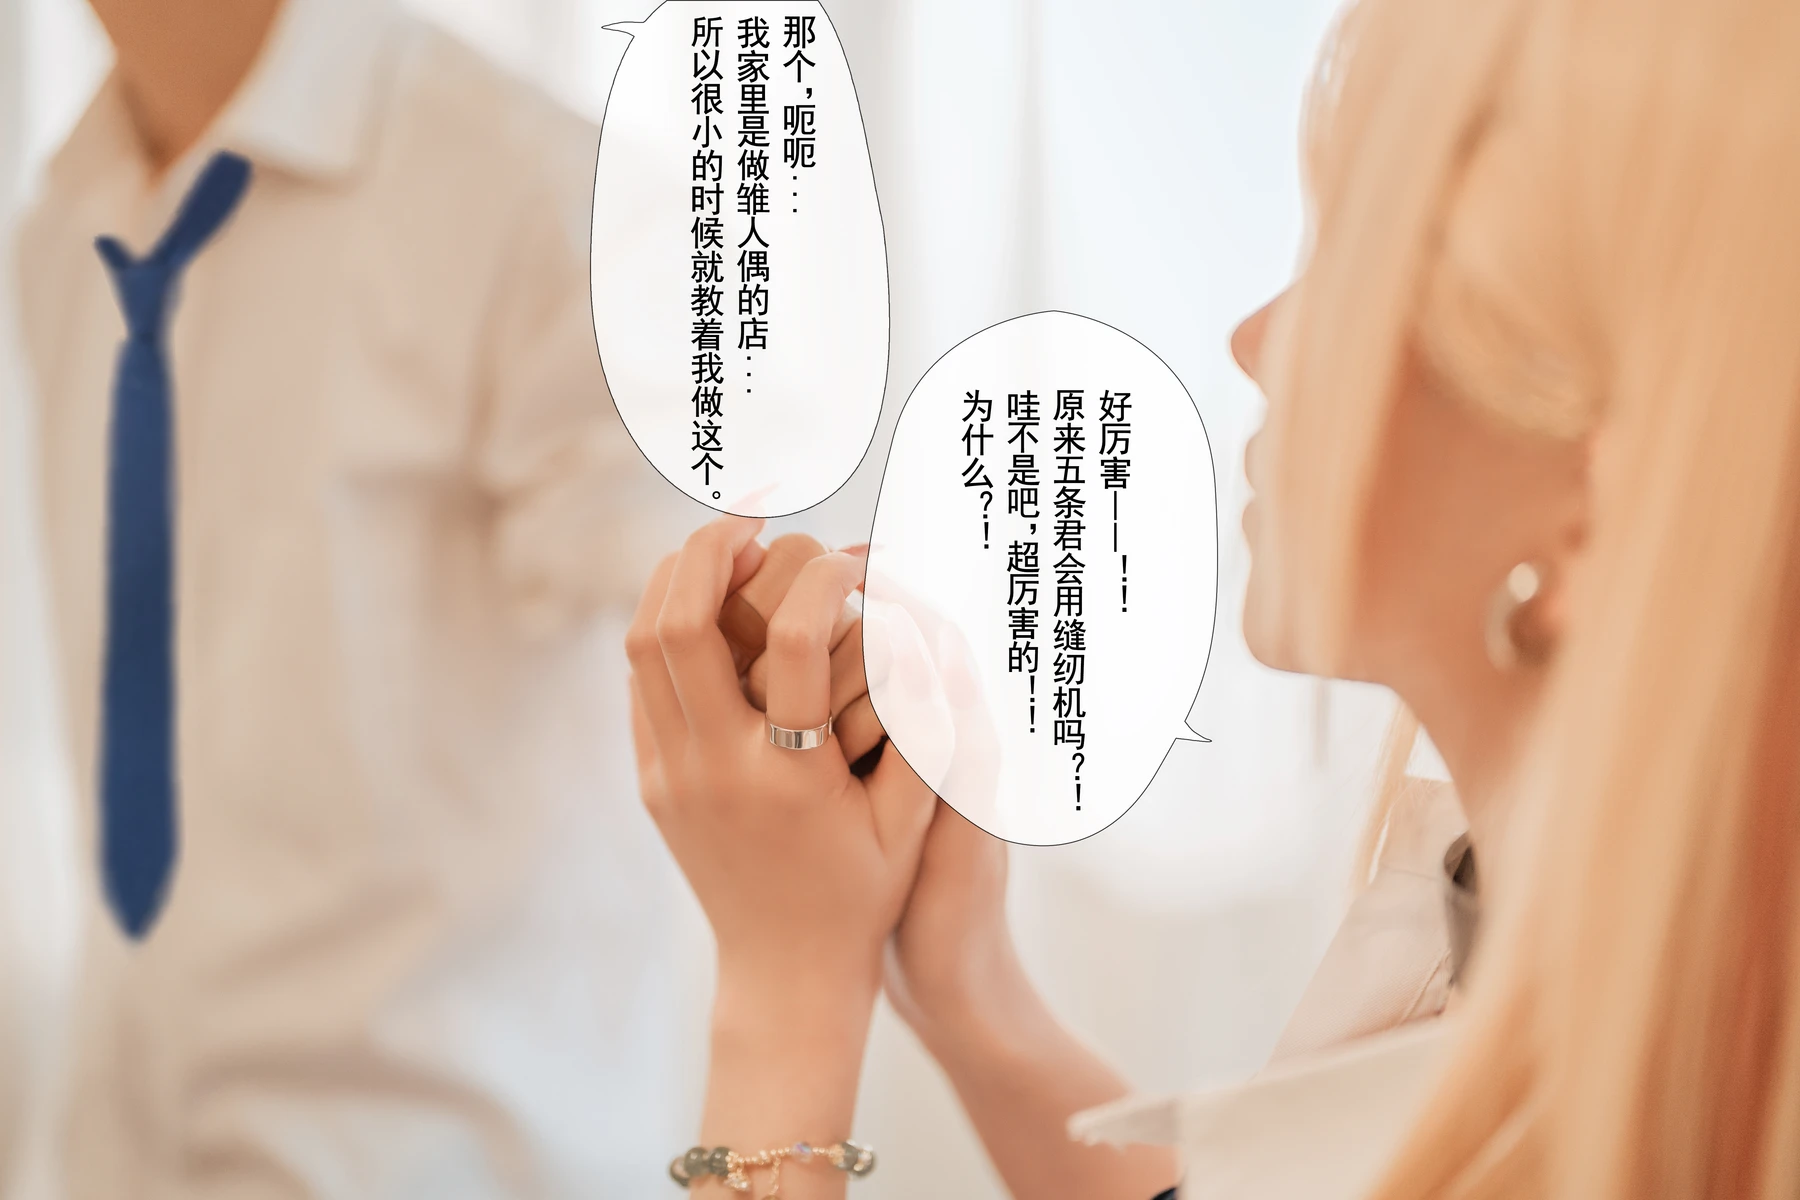 好厉害——！！
原来五条君会用缝纫机吗？！
哇不是吧，超厉害的！！
为什么？！
那个，呃呃...
我家里是做雏人偶的店...
所以很小的时候就教着我做这个。